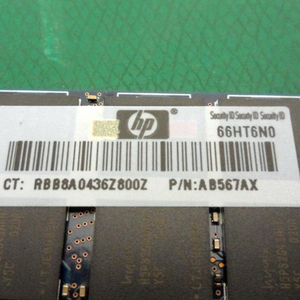 hp
Security ID Security ID Security ID
66HT6N0
CT: RBB8A0436Z800Z P/N:AB567AX